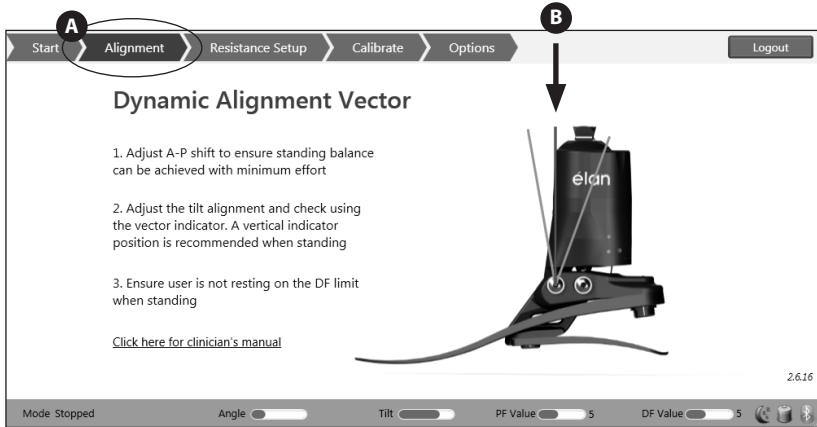 A
B
Start
Alignment
Resistance Setup
Calibrate
Options
Logout
Dynamic Alignment Vector
1. Adjust A-P shift to ensure standing balance
can be achieved with minimum effort
2. Adjust the tilt alignment and check using
the vector indicator. A vertical indicator
position is recommended when standing
3. Ensure user is not resting on the DF limit
when standing
Click here for clinician's manual
élan
2.6.16
Mode Stopped
Angle
Tilt
PF Value 5
DF Value 5